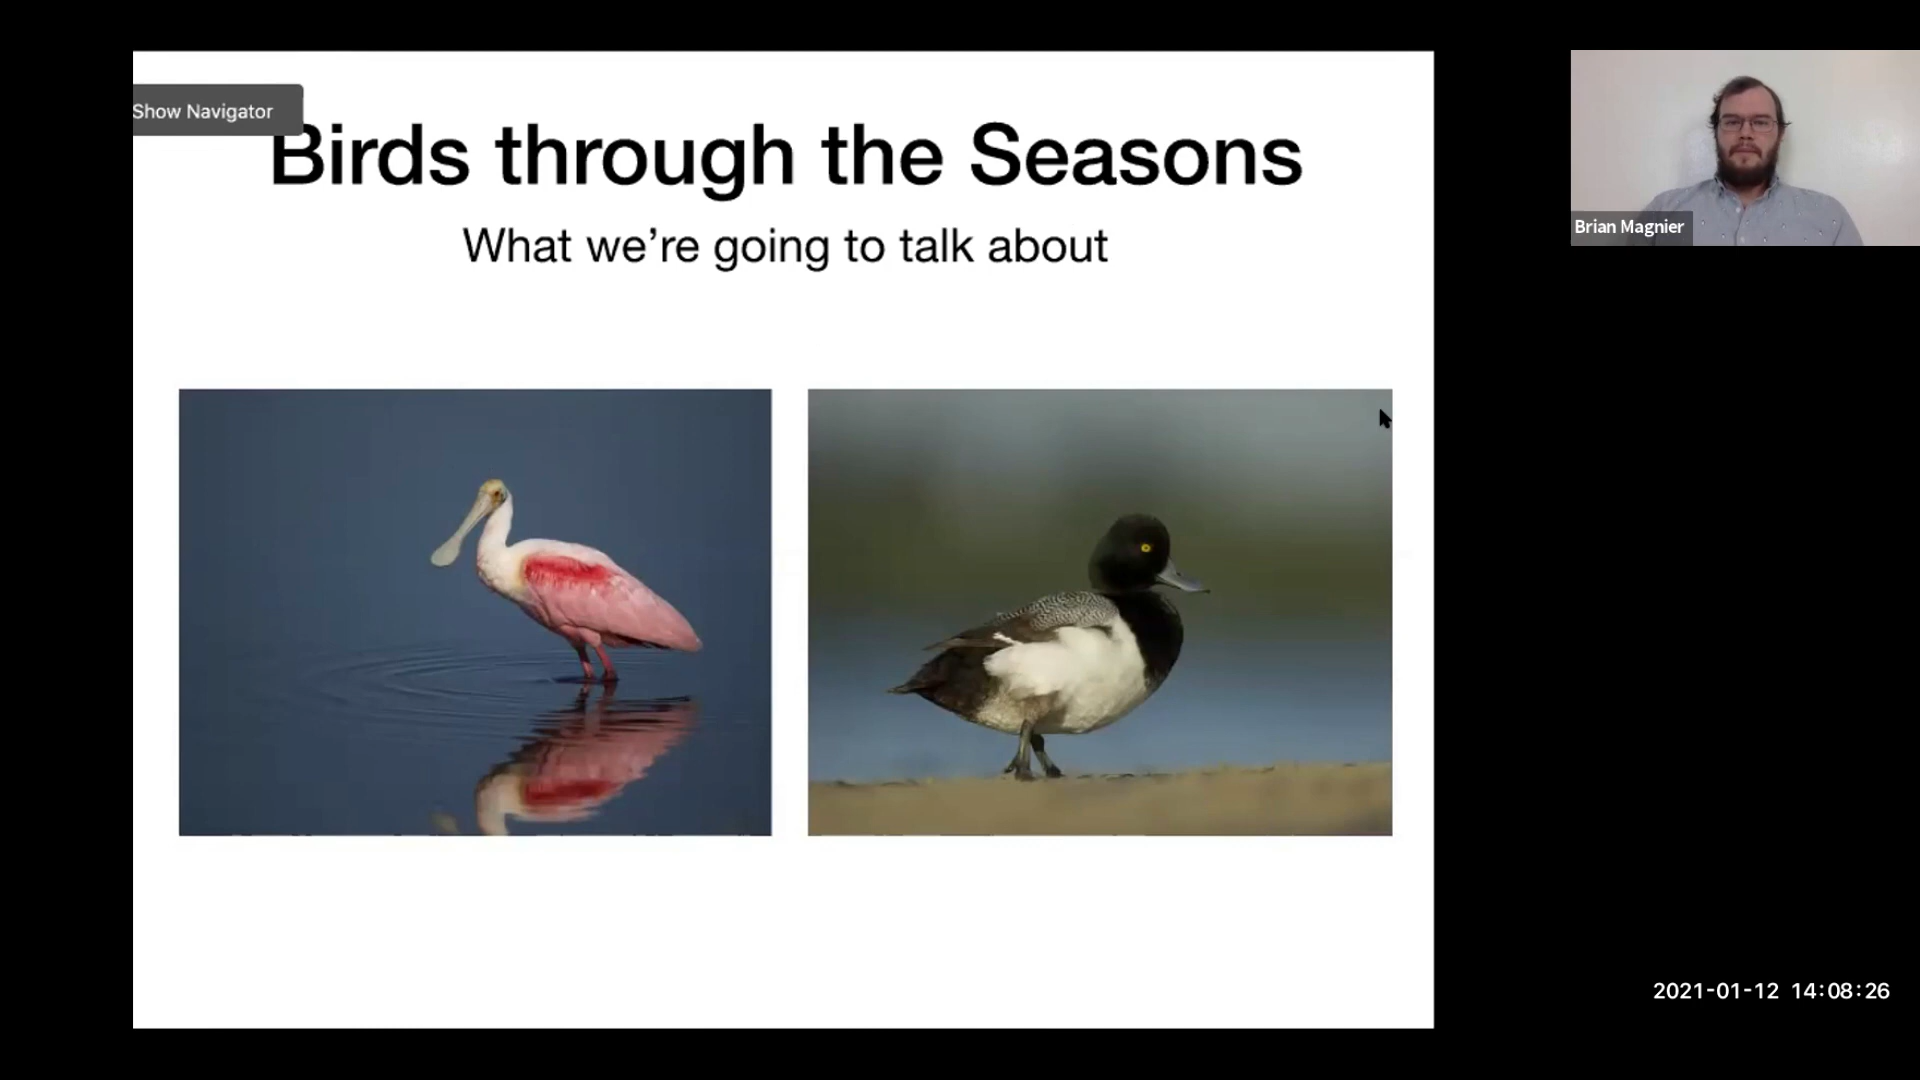 Show Navigator
Birds through the Seasons
What we’re going to talk about
Brian Magnier
2021-01-12 14:08:26